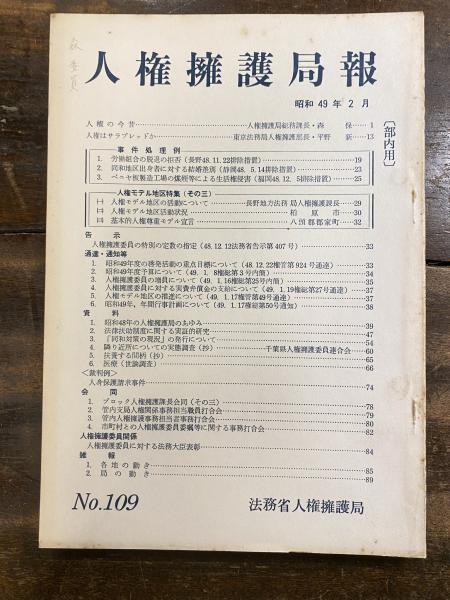 人権擁護局報
昭和49年2月
〔部内用〕
人権の今昔…人権擁護局総務課長・森 保…1
人権はサラブレッドか…東京法務局人権擁護部長・平野 新…13
事件処理例
1. 労働組合の脱退の拒否(長野48.11.22排除措置)…19
2. 同和地区出身者に対する結婚差別(静岡48.5.14排除措置)…23
3. ベニヤ板製造工場の煤煙等による生活権侵害(福岡48.12.5排除措置)…25
人権モデル地区特集(その三)
人権モデル地区の活動について…長野地方法務局人権擁護課長…29
人権モデル地区活動状況…柏原市…30
基本的人権尊重モデル宣言…八頭郡郡家町…32
告示
人権擁護委員の特別の定数の指定(48.12.12法務省告示第407号)…33
通達・通知等
1. 昭和49年度の啓発活動の重点目標について(48.12.22権管第924号通達)…33
2. 昭和49年度予算について(49.1.8権総第3号内簡)…34
3. 人権擁護委員の増員について(49.1.16権総第25号内簡)…35
4. 人権擁護委員に対する実費弁償金の支給について(49.1.19権総第27号通達)…37
5. 人権モデル地区の推進について(49.1.17権管第49号通達)…37
6. 昭和49年,年間行事計画について(49.1.17権総第50号通知)…38
資料
1. 昭和48年の人権擁護局のあゆみ…39
2. 法律扶助制度に関する実証的研究…47
3. 「同和対策の現況」の発行について…54
4. 隣り近所についての実態調査(抄)…千葉県人権擁護委員連合会…60
5. 扶養する間柄(抄)…65
6. 医療(世論調査)…66
<裁判例>
人身保護請求事件…74
会同
1. ブロック人権擁護課長会同(その三)…78
2. 管内支局人権関係事務担当職員打合会…79
3. 管内人権擁護事務担当者事務打合会…80
4. 市町村との人権擁護委員委嘱等に関する事務打合会…82
人権擁護委員関係
人権擁護委員に対する法務大臣表彰…84
雑報
1. 各地の動き…85
2. 局の動き…89
No.109
法務省人権擁護局